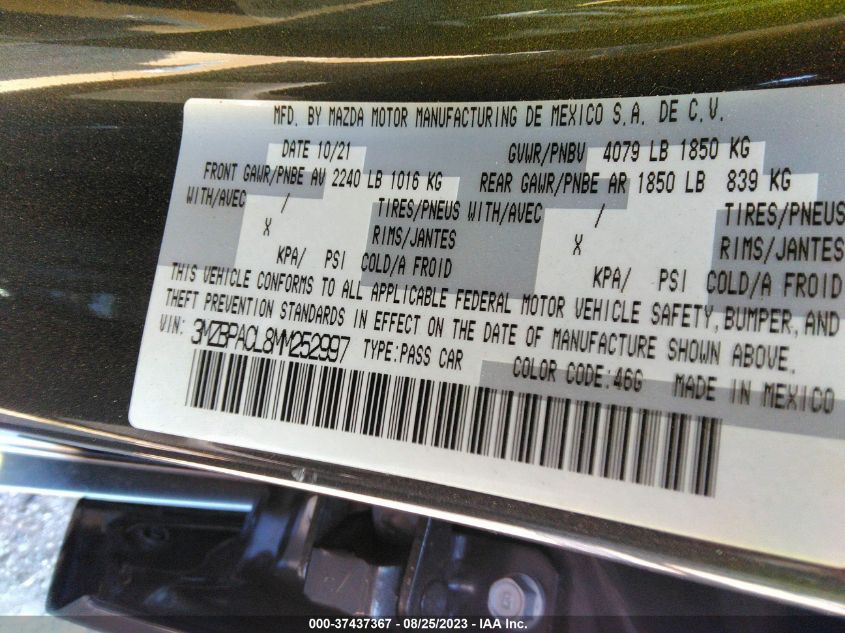 MFD. BY MAZDA MOTOR MANUFACTURING DE MEXICO S.A. DE C.V.
DATE 10/21 GVWR/PNBV 4079 LB 1850 KG
FRONT GAWR/PNBE AV 2240 LB 1016 KG REAR GAWR/PNBE AR 1850 LB 839 KG
WITH/AVEC / TIRES/PNEUS WITH/AVEC / TIRES/PNEUS
X RIMS/JANTES X RIMS/JANTES
KPA/ PSI COLD/A FROID KPA/ PSI COLD/A FROID
THIS VEHICLE CONFORMS TO ALL APPLICABLE FEDERAL MOTOR VEHICLE SAFETY, BUMPER, AND
THEFT PREVENTION STANDARDS IN EFFECT ON THE DATE OF MANUFACTURE SHOWN ABOVE.
VIN: 3MZBPACL8MM252997 TYPE:PASS CAR COLOR CODE:46G MADE IN MEXICO
000-37437367 - 08/25/2023 - IAA Inc.